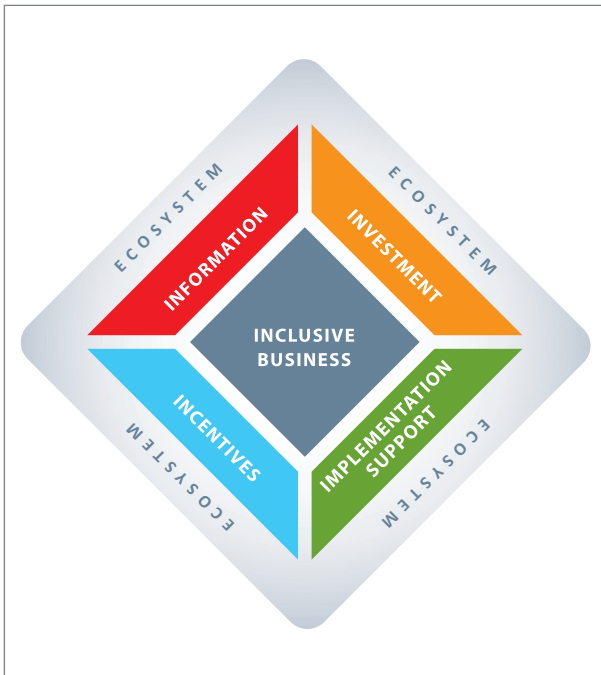 ECOSYSTEM
ECOSYSTEM
INFORMATION
INVESTMENT
INCLUSIVE
BUSINESS
INCENTIVES
IMPLEMENTATION
SUPPORT
ECOSYSTEM
ECOSYSTEM